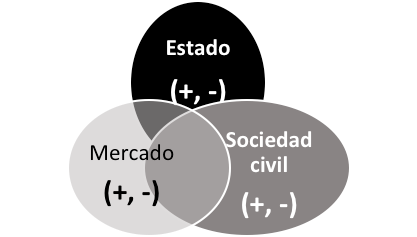 Estado
(+, -)
Mercado
(+, -)
Sociedad
civil
(+, -)